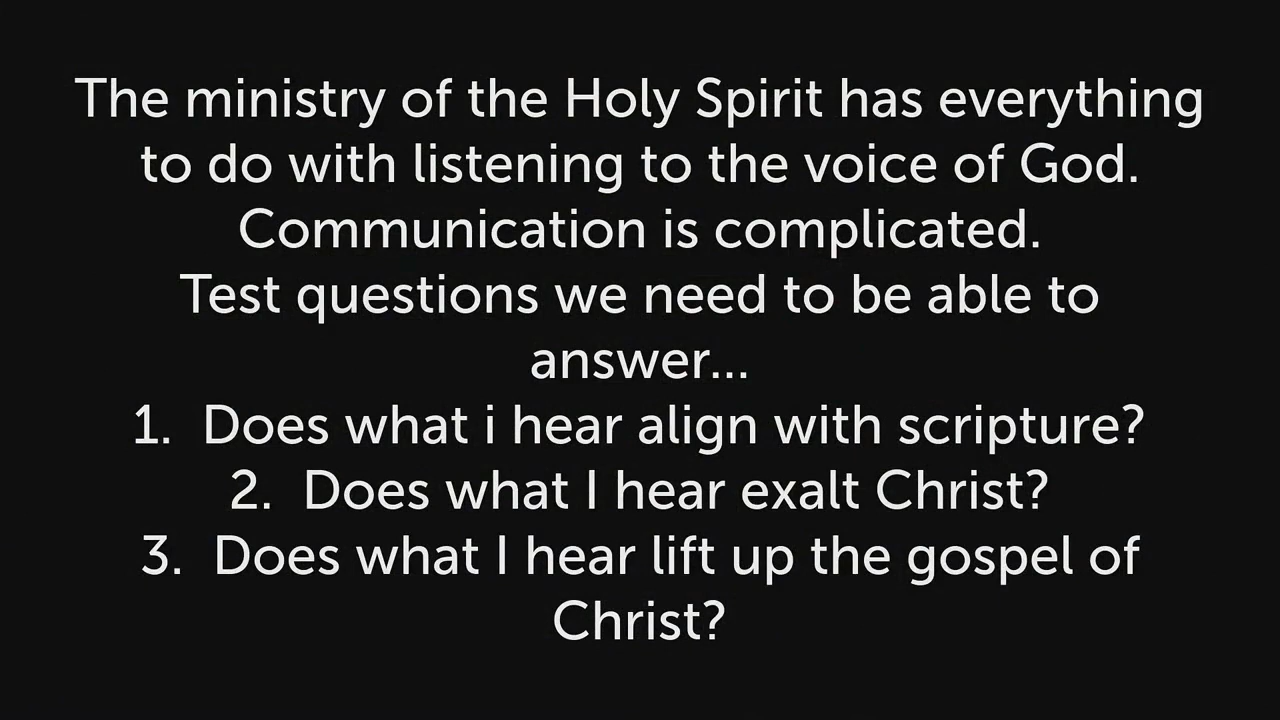 The ministry of the Holy Spirit has everything
to do with listening to the voice of God.
Communication is complicated.
Test questions we need to be able to
answer...
1.  Does what i hear align with scripture?
2.  Does what I hear exalt Christ?
3.  Does what I hear lift up the gospel of
Christ?